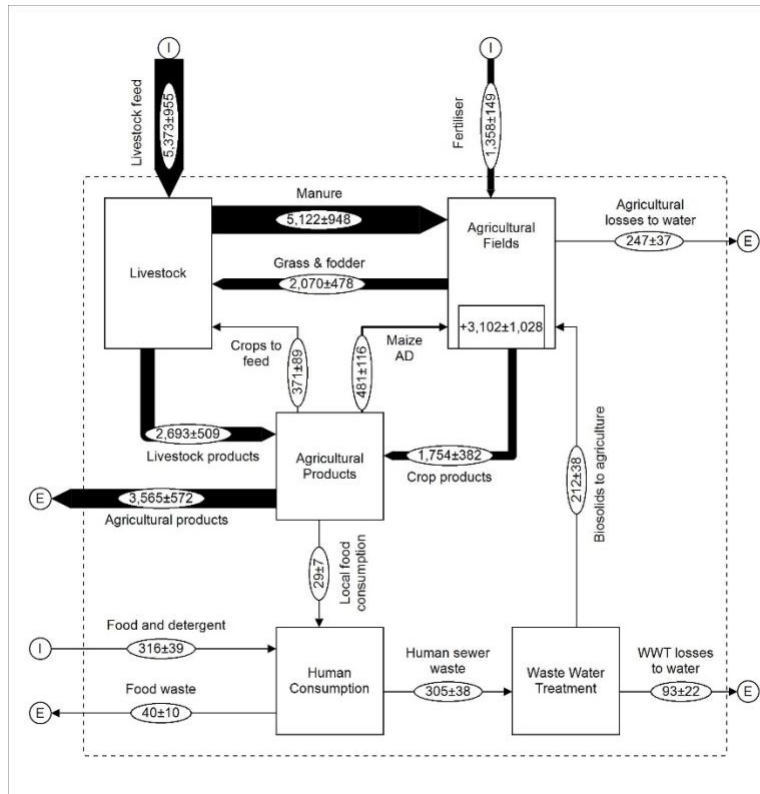 I
I
Livestock feed
5,373±955
Fertiliser
1,358±149
Manure
5,122±948
Livestock
Agricultural
Fields
Agricultural
losses to water
247±37
E
Grass & fodder
2,070±478
+3,102±1,028
Crops to
feed
371±89
481±116
Maize
AD
2,693±509
Livestock products
Agricultural
Products
1,754±382
Crop products
Biosolids to agriculture
212±38
E
3,565±572
Agricultural products
29±7
Local food
consumption
Food and detergent
I
316±39
Human
Consumption
Human sewer
waste
305±38
Waste Water
Treatment
WWT losses
to water
93±22
E
Food waste
E
40±10